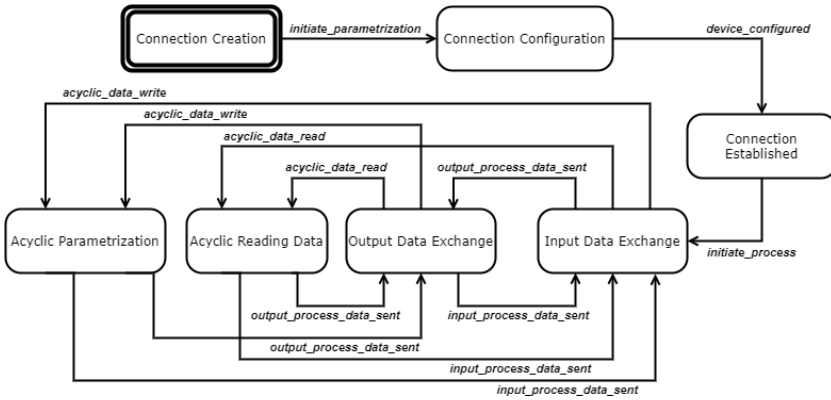 Connection Creation
initiate_parametrization
Connection Configuration
device_configured
acyclic_data_write
acyclic_data_write
acyclic_data_read
acyclic_data_read
output_process_data_sent
Connection
Established
Acyclic Parametrization
Acyclic Reading Data
Output Data Exchange
Input Data Exchange
initiate_process
output_process_data_sent
input_process_data_sent
output_process_data_sent
input_process_data_sent
input_process_data_sent